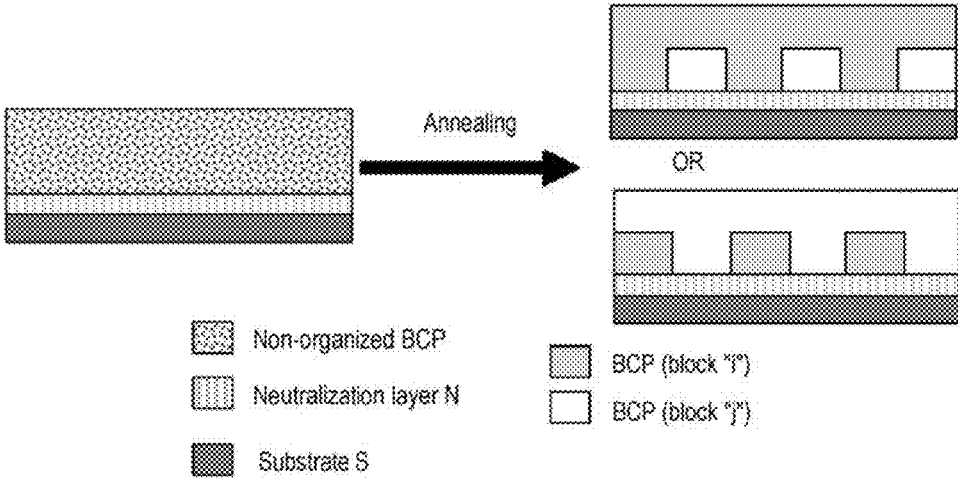 Annealing
OR
Non-organized BCP
Neutralization layer N
Substrate S
BCP (block "i")
BCP (block "j")